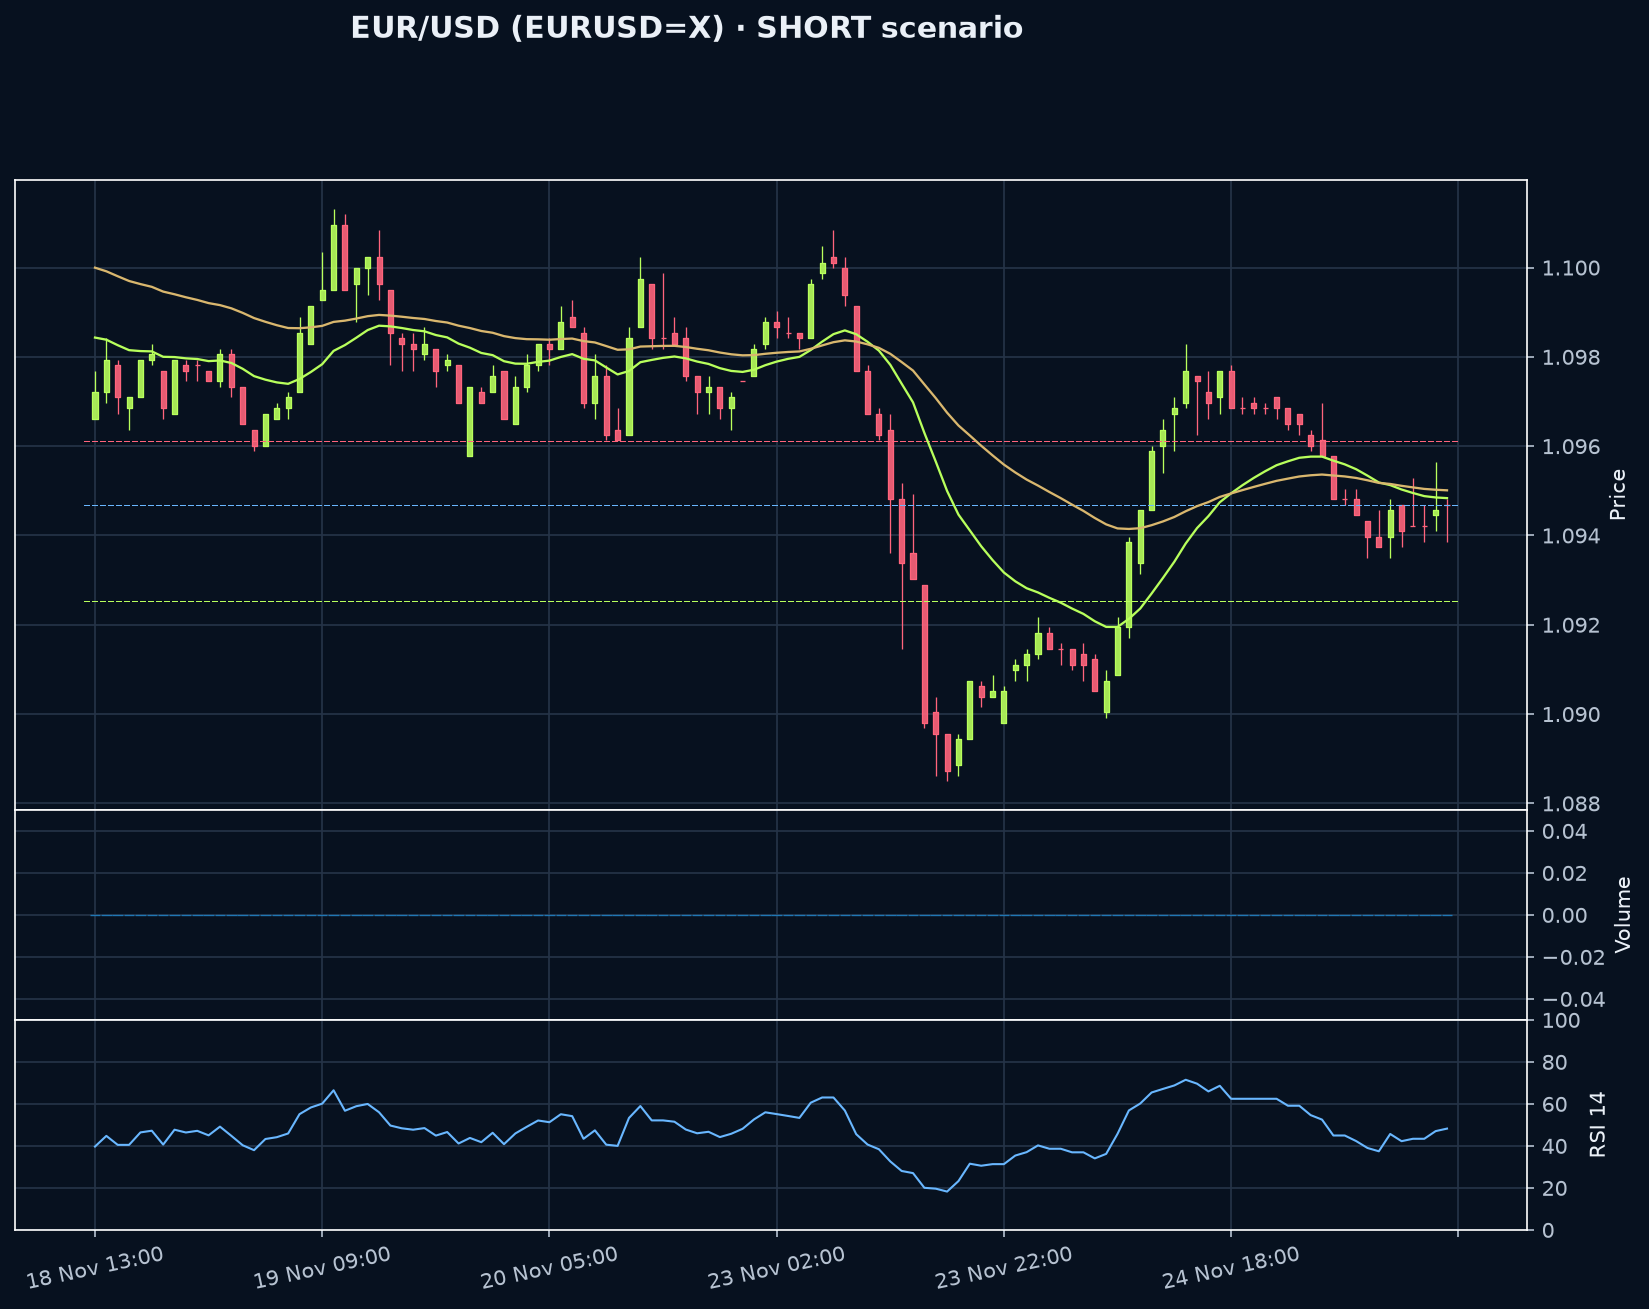 EUR/USD (EURUSD=X) · SHORT scenario
1.100
1.098
1.096
1.094
1.092
1.090
1.088
Price
0.04
0.02
0.00
−0.02
−0.04
Volume
100
80
60
40
20
0
RSI 14
18 Nov 13:00
19 Nov 09:00
20 Nov 05:00
23 Nov 02:00
23 Nov 22:00
24 Nov 18:00